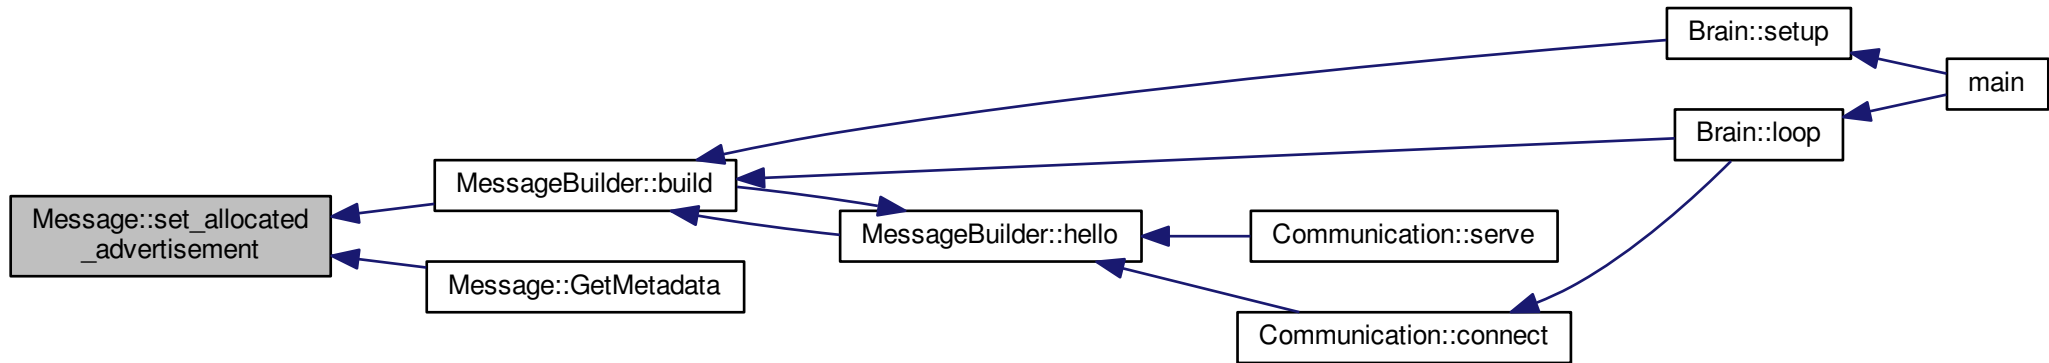 Brain::setup
main
Brain::loop
MessageBuilder::build
Message::set_allocated
_advertisement
MessageBuilder::hello
Communication::serve
Message::GetMetadata
Communication::connect